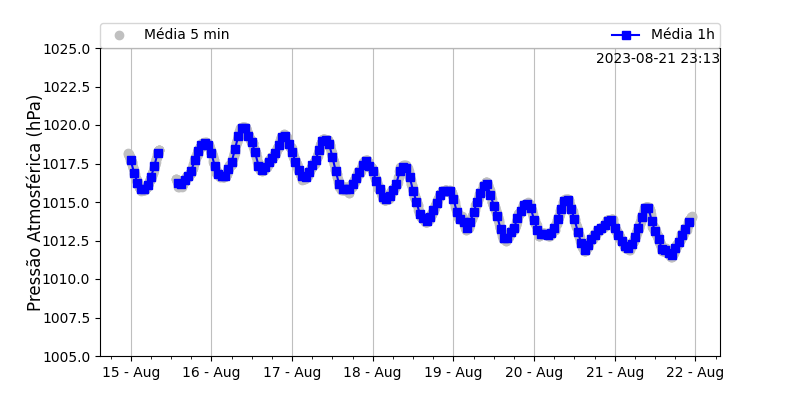 Média 5 min
Média 1h
2023-08-21 23:13
Pressão Atmosférica (hPa)
1025.0
1022.5
1020.0
1017.5
1015.0
1012.5
1010.0
1007.5
1005.0
15 - Aug
16 - Aug
17 - Aug
18 - Aug
19 - Aug
20 - Aug
21 - Aug
22 - Aug